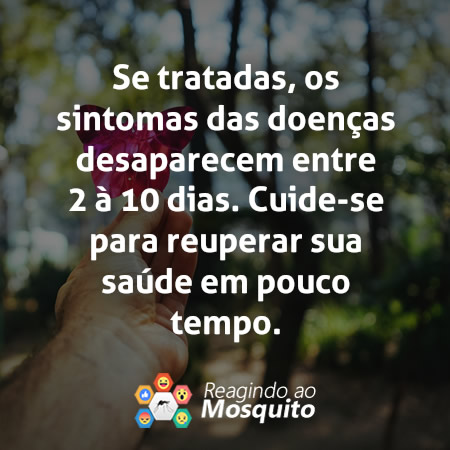 Se tratadas, os
sintomas das doenças
desaparecem entre
2 à 10 dias. Cuide-se
para reuperar sua
saúde em pouco
tempo.
Reagindo ao
Mosquito